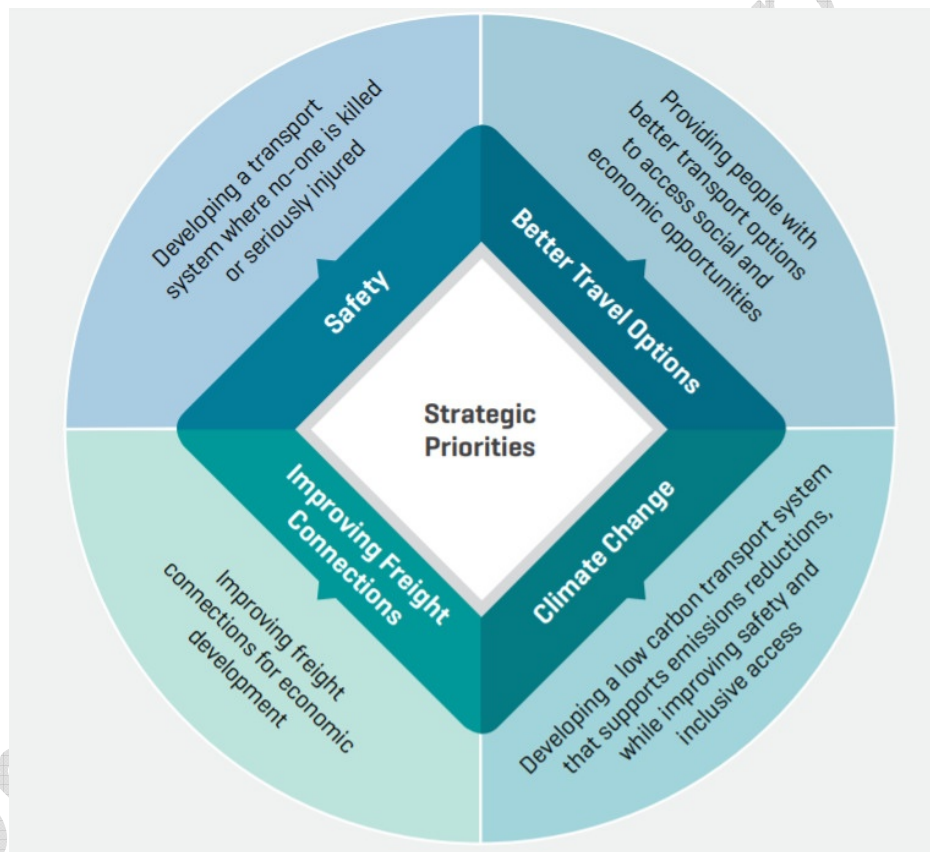 Strategic
Priorities
Safety
Developing a transport
system where no-one is killed
or seriously injured
Better Travel Options
Providing people with
better transport options
to access social and
economic opportunities
Improving Freight
Connections
Improving freight
connections for economic
development
Climate Change
Developing a low carbon transport system
that supports emissions reductions,
while improving safety and
inclusive access